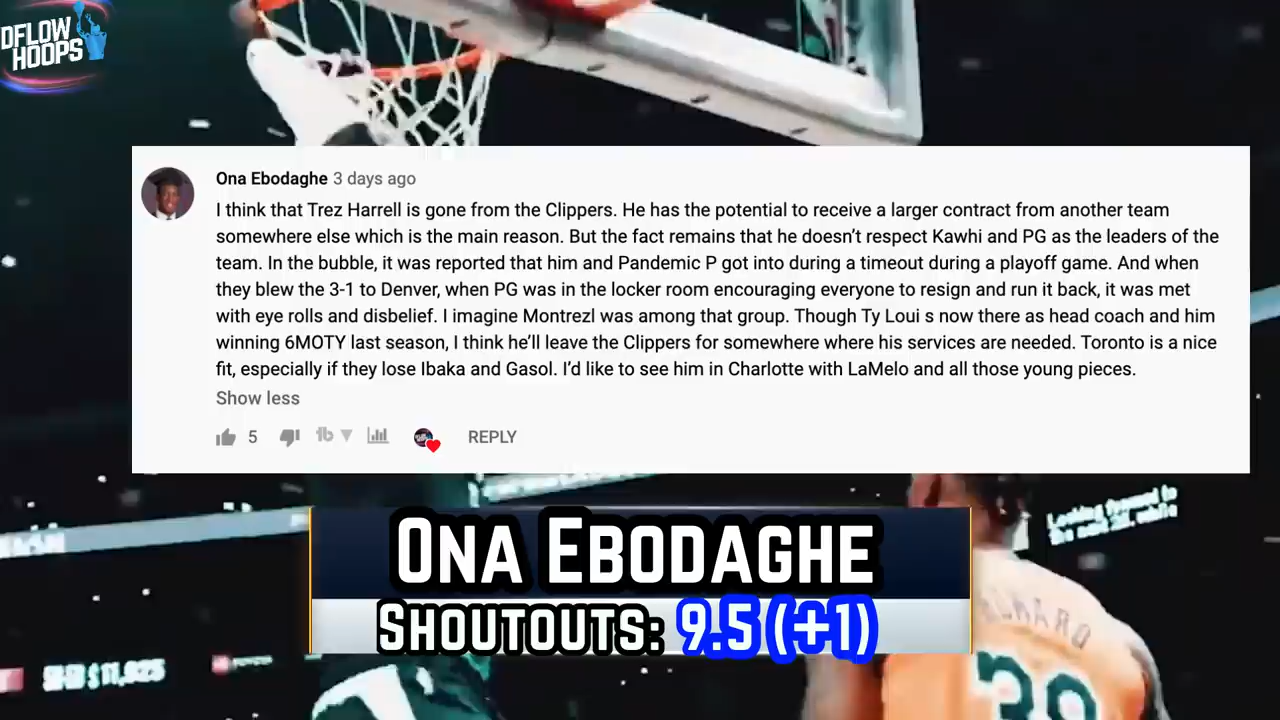 DFLOW
HOOPS
Ona Ebodaghe 3 days ago
I think that Trez Harrell is gone from the Clippers. He has the potential to receive a larger contract from another team
somewhere else which is the main reason. But the fact remains that he doesn’t respect Kawhi and PG as the leaders of the
team. In the bubble, it was reported that him and Pandemic P got into during a timeout during a playoff game. And when
they blew the 3-1 to Denver, when PG was in the locker room encouraging everyone to resign and run it back, it was met
with eye rolls and disbelief. I imagine Montrezl was among that group. Though Ty Loui s now there as head coach and him
winning 6MOTY last season, I think he’ll leave the Clippers for somewhere where his services are needed. Toronto is a nice
fit, especially if they lose Ibaka and Gasol. I’d like to see him in Charlotte with LaMelo and all those young pieces.
Show less
5
REPLY
Looking forward to
ONA EBODAGHE
SHOUTOUTS: 9.5 (+1)
$11,625